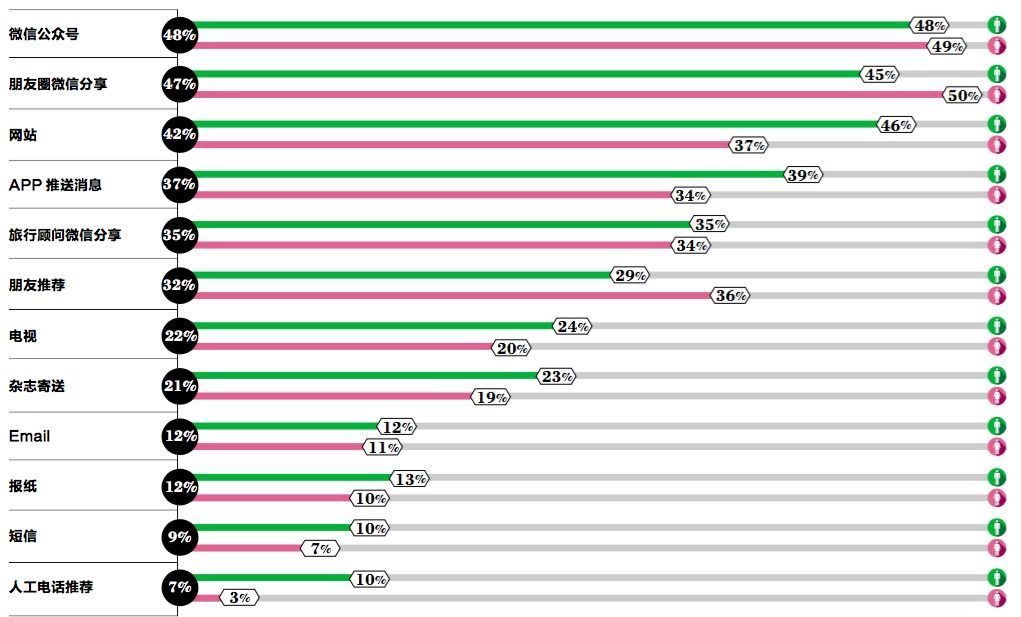 微信公众号 48% 48%
49%
朋友圈微信分享 47% 45%
50%
网站 42% 46%
37%
APP 推送消息 37% 39%
34%
旅行顾问微信分享 35% 35%
34%
朋友推荐 32% 29%
36%
电视 22% 24%
20%
杂志寄送 21% 23%
19%
Email 12% 12%
11%
报纸 12% 13%
10%
短信 9% 10%
7%
人工电话推荐 7% 10%
3%